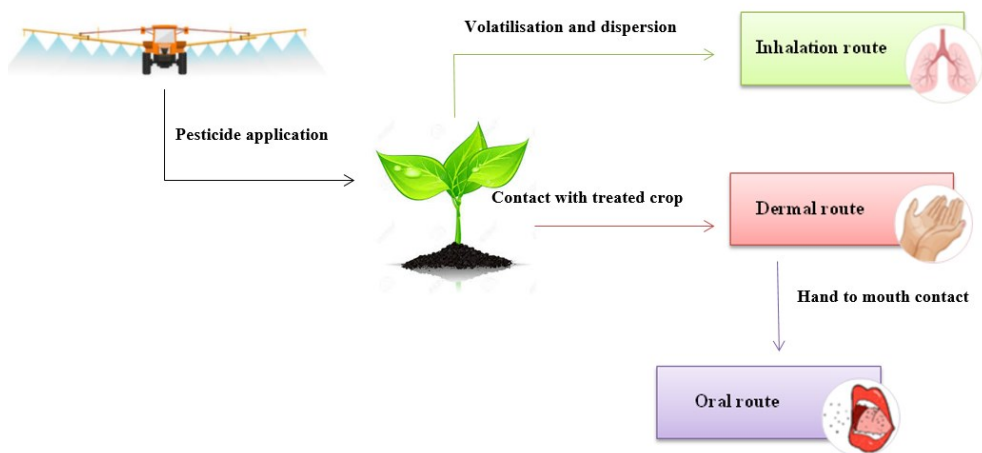 Volatilisation and dispersion
Inhalation route
Pesticide application
Contact with treated crop
Dermal route
Hand to mouth contact
Oral route